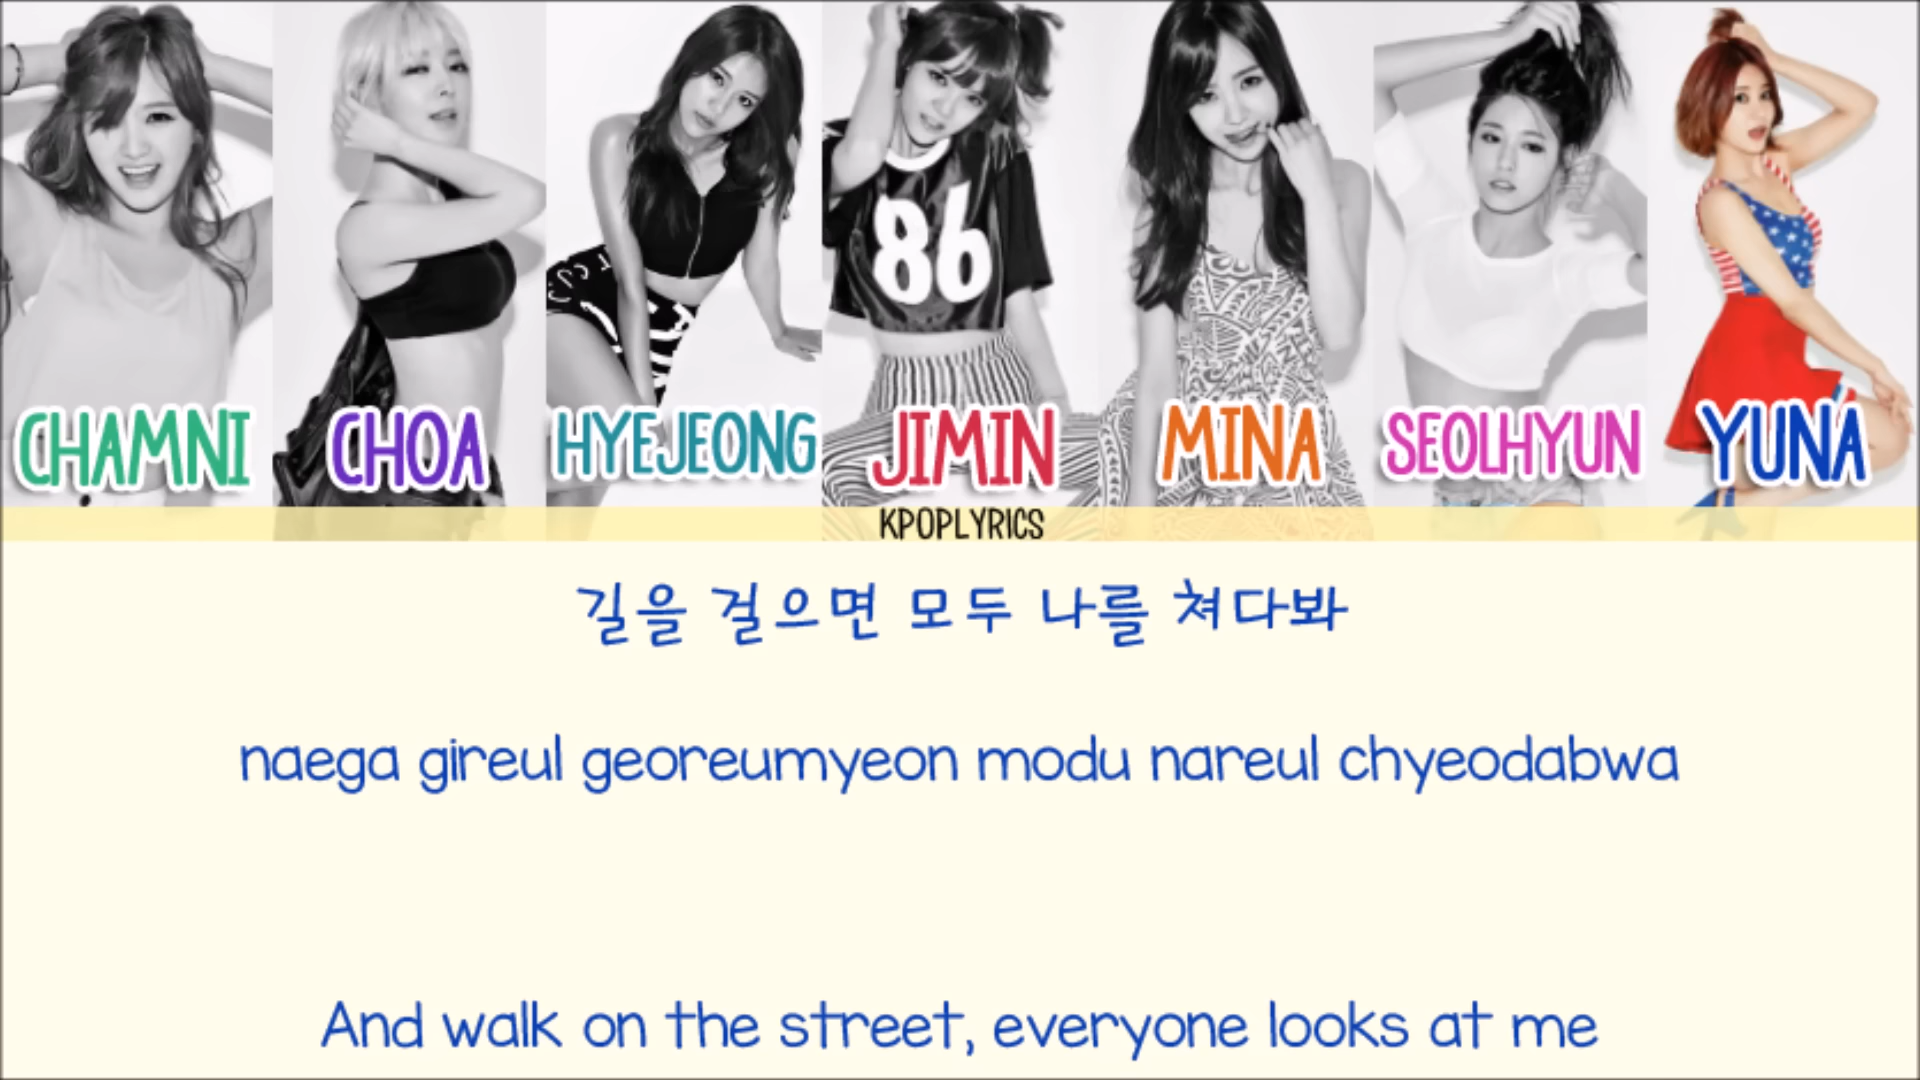 CHAMNI CHOA HYEJEONG JIMIN MINA SEOLHYUN YUNA
86
KPOPLYRICS
길을 걸으면 모두 나를 쳐다봐
naega gireul georeumyeon modu nareul chyeodabwa
And walk on the street, everyone looks at me